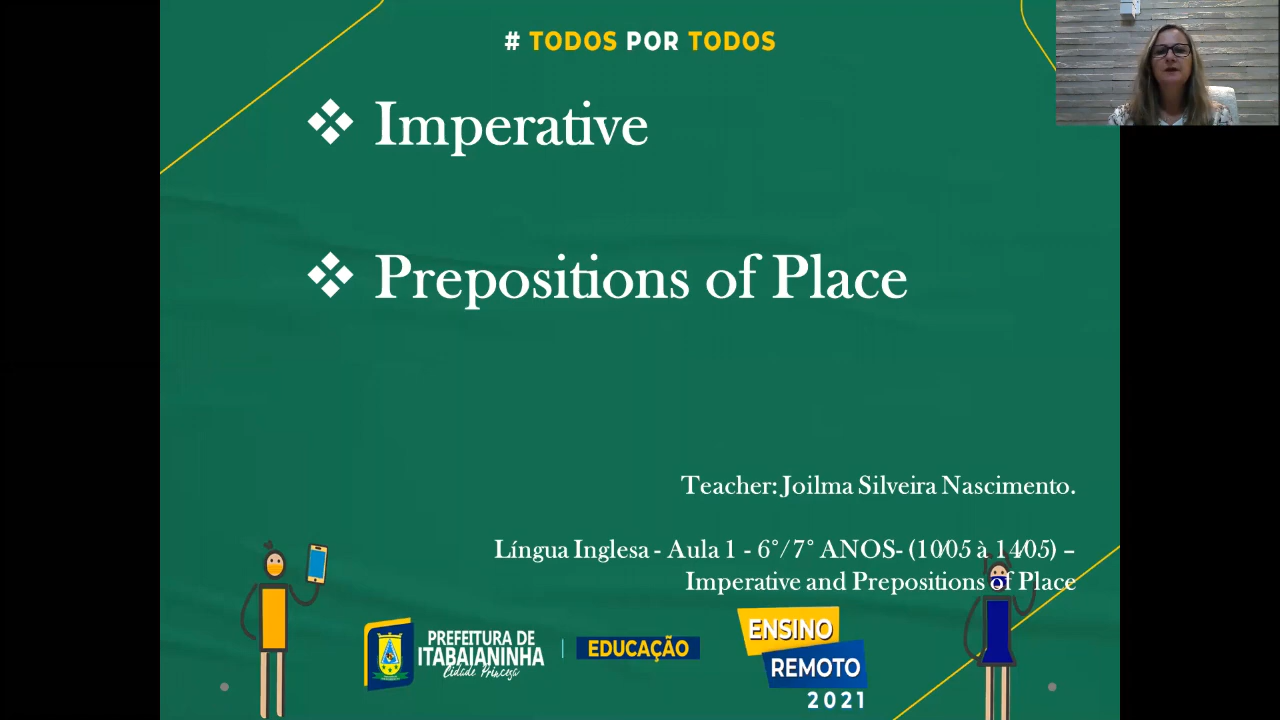 # TODOS POR TODOS
❖ Imperative
❖ Prepositions of Place
Teacher: Joilma Silveira Nascimento.
Língua Inglesa - Aula 1 - 6°/7° ANOS- (10/05 à 14/05) –
Imperative and Prepositions of Place
PREFEITURA DE
ITABAIANINHA
Cidade Princesa
EDUCAÇÃO
ENSINO
REMOTO
2021